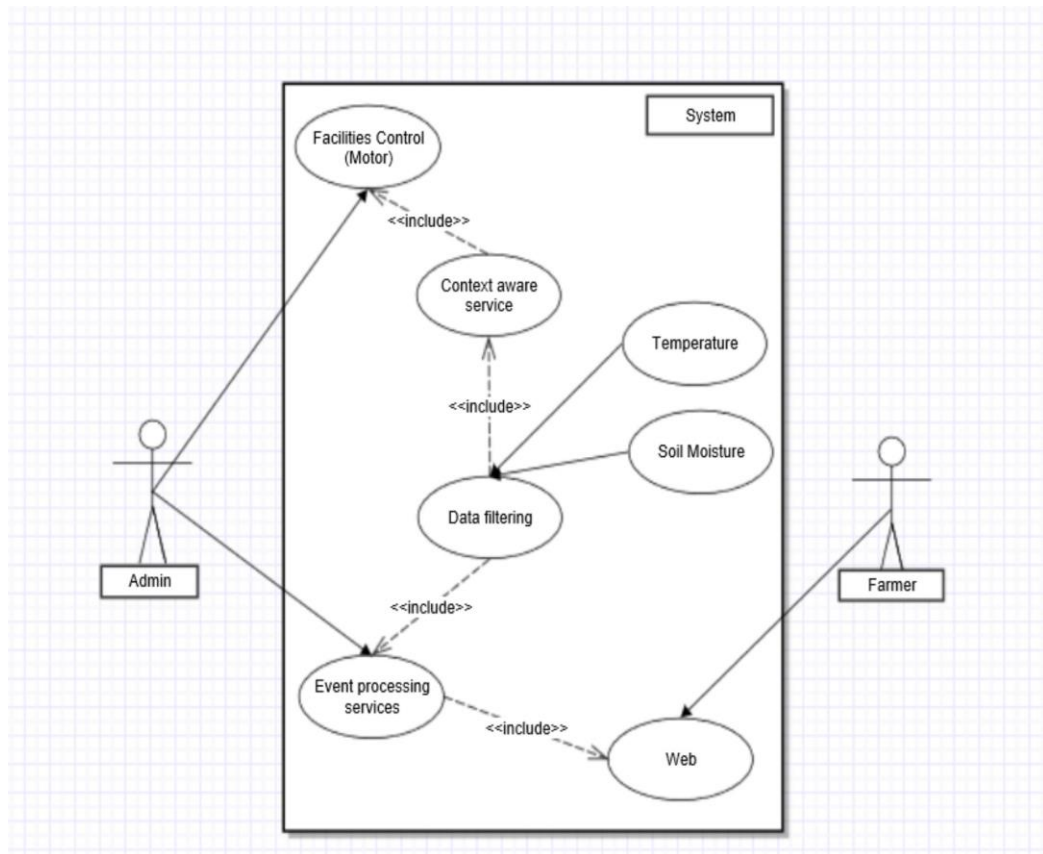 System
Facilities Control
(Motor)
<<include>>
Context aware
service
Temperature
<<include>>
Soil Moisture
Data filtering
Admin
Farmer
<<include>>
Event processing
services
<<include>>
Web